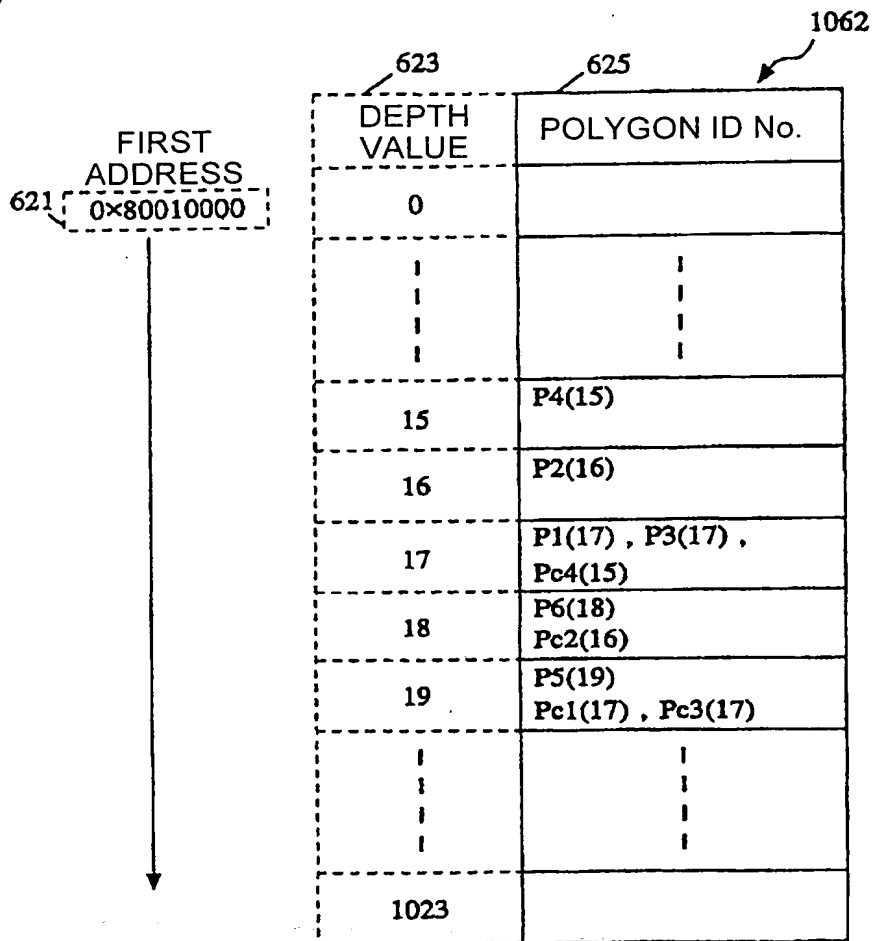 1062
623
625
DEPTH VALUE
POLYGON ID No.
FIRST ADDRESS
621
0×80010000
0
15
P4(15)
16
P2(16)
17
P1(17) , P3(17) ,
Pc4(15)
18
P6(18)
Pc2(16)
19
P5(19)
Pc1(17) , Pc3(17)
1023